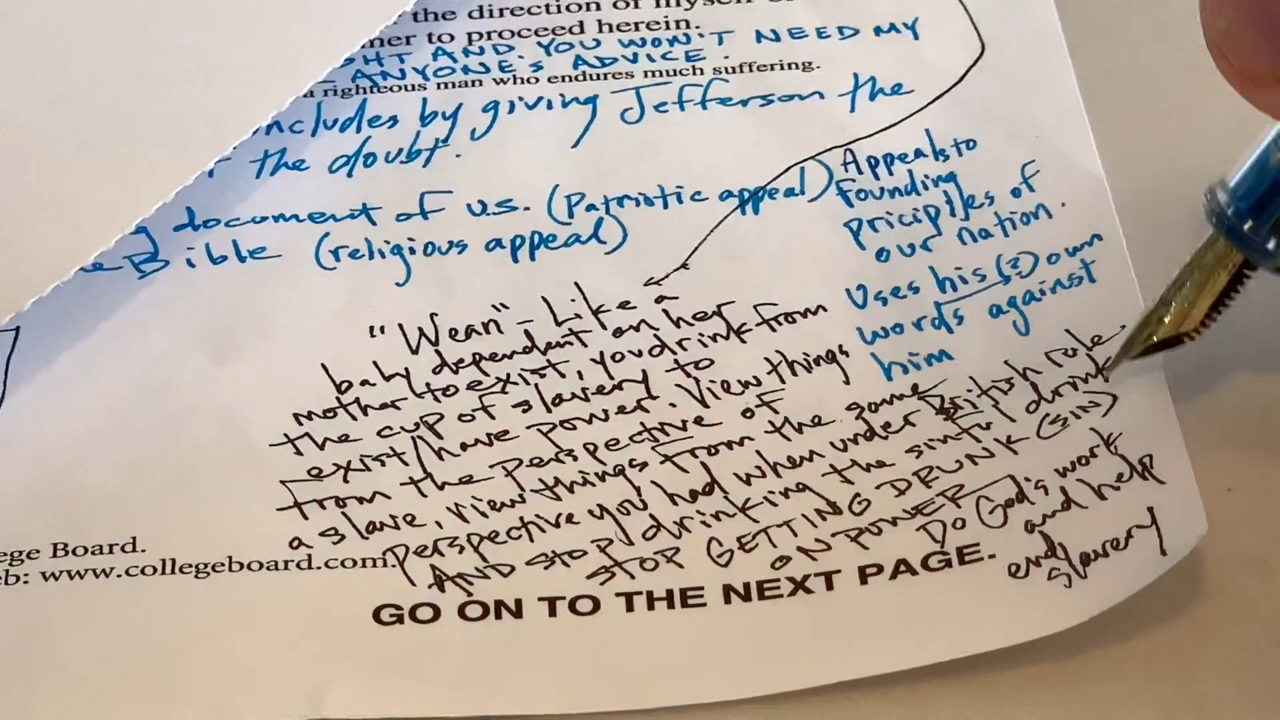 the direction of myself
ner to proceed herein.
GHT AND YOU WON'T NEED MY
ANYONE'S ADVICE.
a righteous man who endures much suffering.
ncludes by giving Jefferson the
the doubt.
document of U.S. (Patriotic appeal)
Bible (religious appeal)
Appeals to
founding
priciples of
our nation.
Uses his (?) own
words against
him
"Wean" - Like a
baby dependent on her
mother to exist, you drink from
the cup of slavery to
exist/have power. View things
from the perspective of
a slave, view things from the same
perspective you had when under British rule
AND stop drinking the sinful drink
STOP GETTING DRUNK (SIN)
ON POWER
Do God's work
and help
end
slavery
ege Board.
eb: www.collegeboard.com.
GO ON TO THE NEXT PAGE.